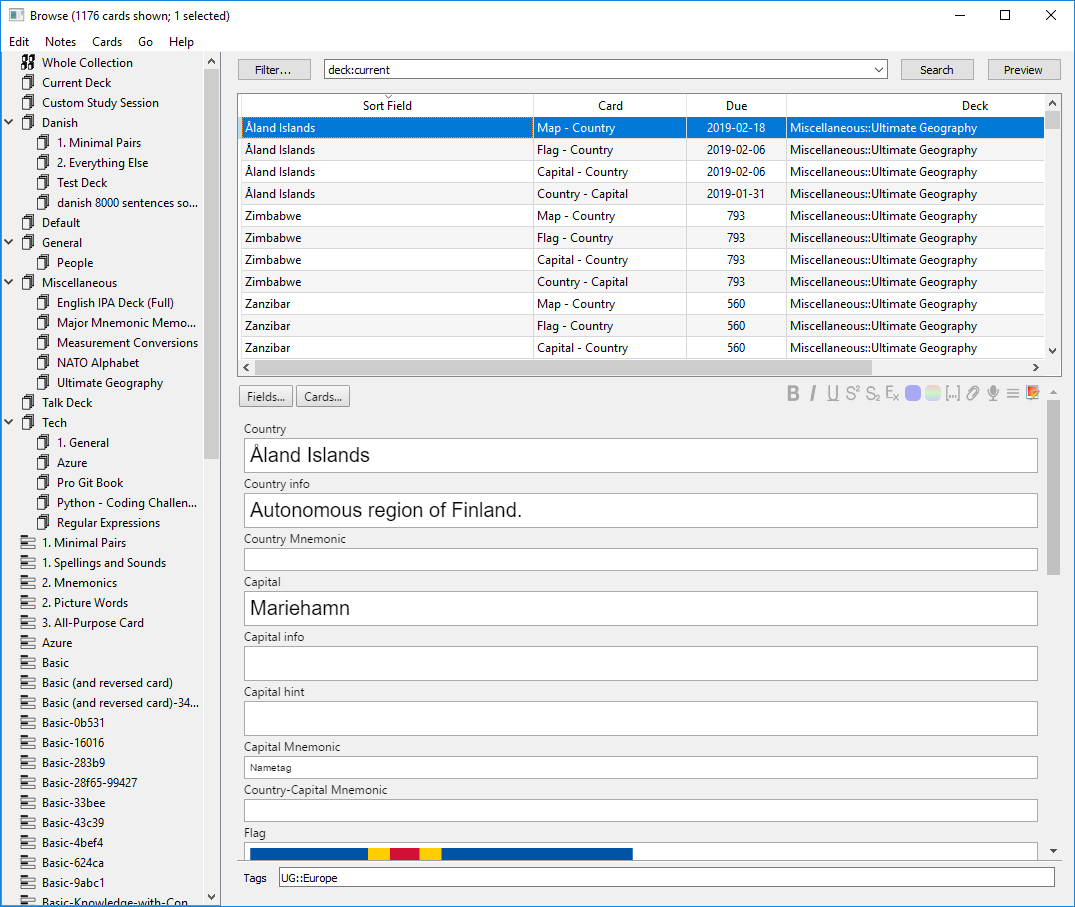 Browse (1176 cards shown; 1 selected)
Edit Notes Cards Go Help
Whole Collection
Current Deck
Custom Study Session
Danish
1. Minimal Pairs
2. Everything Else
Test Deck
danish 8000 sentences so...
Default
General
People
Miscellaneous
English IPA Deck (Full)
Major Mnemonic Memo...
Measurement Conversions
NATO Alphabet
Ultimate Geography
Talk Deck
Tech
1. General
Azure
Pro Git Book
Python - Coding Challen...
Regular Expressions
1. Minimal Pairs
1. Spellings and Sounds
2. Mnemonics
2. Picture Words
3. All-Purpose Card
Azure
Basic
Basic (and reversed card)
Basic (and reversed card)-34...
Basic-0b531
Basic-16016
Basic-283b9
Basic-28f65-99427
Basic-33bee
Basic-43c39
Basic-4bef4
Basic-624ca
Basic-9abc1
Basic-Knowledge-with-Con
Filter... deck:current Search Preview
Sort Field Card Due Deck
Åland Islands Map - Country 2019-02-18 Miscellaneous::Ultimate Geography
Åland Islands Flag - Country 2019-02-06 Miscellaneous::Ultimate Geography
Åland Islands Capital - Country 2019-02-06 Miscellaneous::Ultimate Geography
Åland Islands Country - Capital 2019-01-31 Miscellaneous::Ultimate Geography
Zimbabwe Map - Country 793 Miscellaneous::Ultimate Geography
Zimbabwe Flag - Country 793 Miscellaneous::Ultimate Geography
Zimbabwe Capital - Country 793 Miscellaneous::Ultimate Geography
Zimbabwe Country - Capital 793 Miscellaneous::Ultimate Geography
Zanzibar Map - Country 560 Miscellaneous::Ultimate Geography
Zanzibar Flag - Country 560 Miscellaneous::Ultimate Geography
Zanzibar Capital - Country 560 Miscellaneous::Ultimate Geography
Fields... Cards... B I U S² S₂ Eₓ [...]
Country
Åland Islands
Country info
Autonomous region of Finland.
Country Mnemonic
Capital
Mariehamn
Capital info
Capital hint
Capital Mnemonic
Nametag
Country-Capital Mnemonic
Flag
Tags UG::Europe